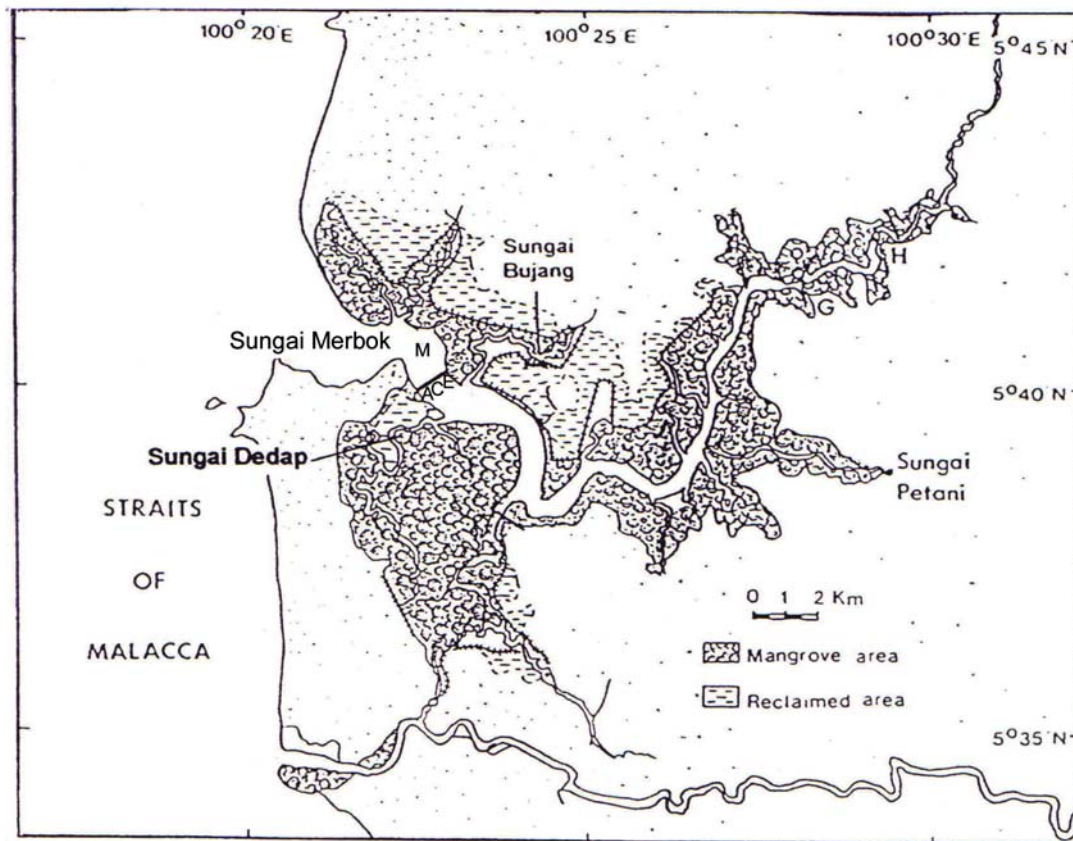 100° 20' E
100° 25' E
100° 30' E
5° 45' N
Sungai
Bujang
H
G
Sungai Merbok
M
A C E
5° 40' N
Sungai Dedap
Sungai
Petani
STRAITS
OF
MALACCA
0 1 2 Km
Mangrove area
Reclaimed area
5° 35' N